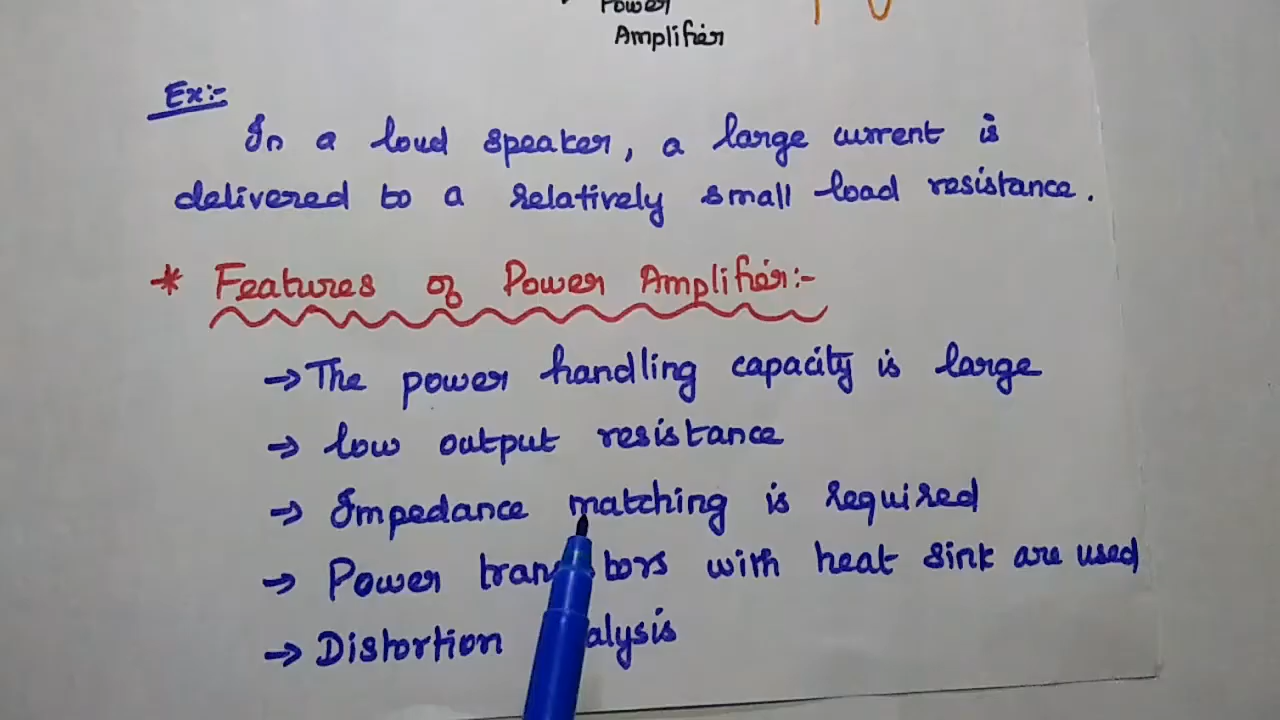 Power
Amplifier
Ex:-
In a loud speaker, a large current is
delivered to a relatively small load resistance.
* Features of Power Amplifier:-
→ The power handling capacity is large
→ low output resistance
→ Impedance matching is required
→ Power with heat sink are used
→ Distortion